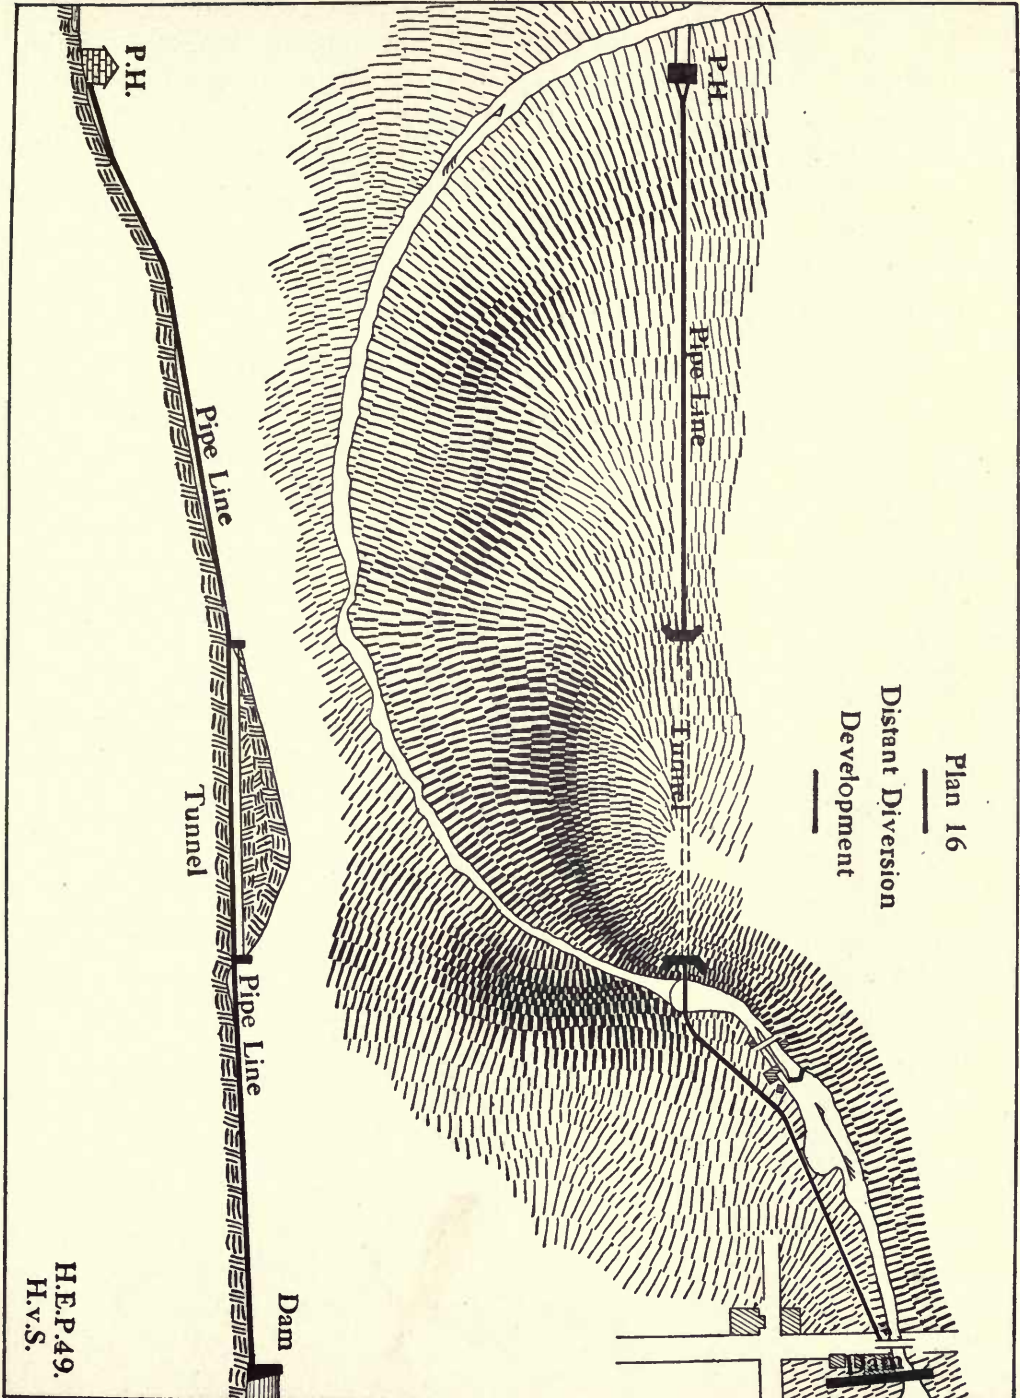 Plan 16
Distant Diversion
Development
P.H.
Pipe Line
Tunnel
Dam
P.H.
Pipe Line
Tunnel
Pipe Line
Dam
H.E.P.49.
H.v.S.